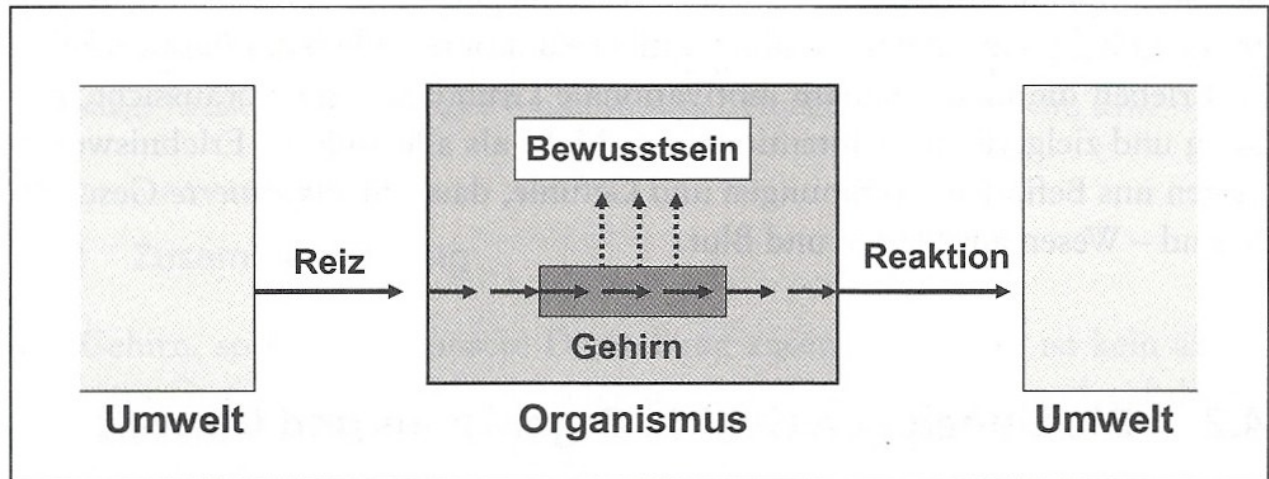 Bewusstsein
Reiz
Reaktion
Gehirn
Umwelt
Organismus
Umwelt